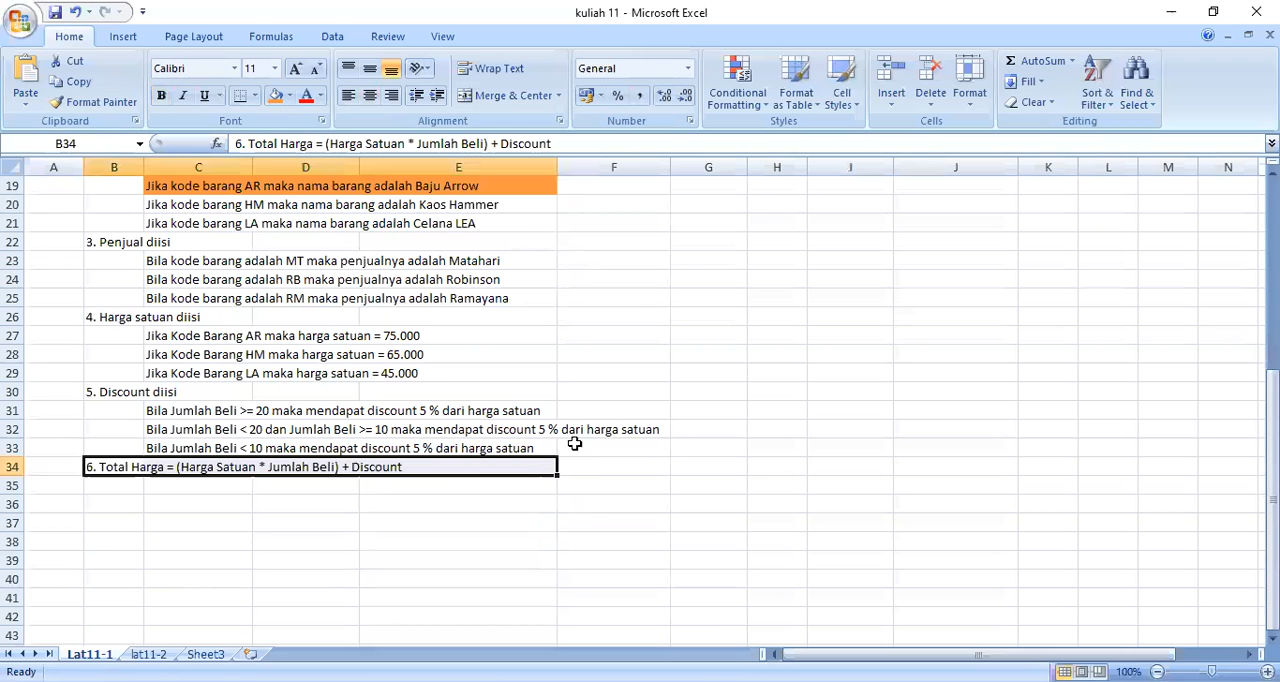 kuliah 11 - Microsoft Excel
Home Insert Page Layout Formulas Data Review View
Paste
Cut
Copy
Format Painter
Clipboard
Calibri 11
B I U
Font
Wrap Text
Merge & Center
Alignment
General
% ,
Number
Conditional Formatting
Format as Table
Cell Styles
Styles
Insert Delete Format
Cells
Σ AutoSum
Fill
Clear
Sort & Filter
Find & Select
Editing
B34 fx 6. Total Harga = (Harga Satuan * Jumlah Beli) + Discount
A B C D E F G H I J K L M N
19 Jika kode barang AR maka nama barang adalah Baju Arrow
20 Jika kode barang HM maka nama barang adalah Kaos Hammer
21 Jika kode barang LA maka nama barang adalah Celana LEA
22 3. Penjual diisi
23 Bila kode barang adalah MT maka penjualnya adalah Matahari
24 Bila kode barang adalah RB maka penjualnya adalah Robinson
25 Bila kode barang adalah RM maka penjualnya adalah Ramayana
26 4. Harga satuan diisi
27 Jika Kode Barang AR maka harga satuan = 75.000
28 Jika Kode Barang HM maka harga satuan = 65.000
29 Jika Kode Barang LA maka harga satuan = 45.000
30 5. Discount diisi
31 Bila Jumlah Beli >= 20 maka mendapat discount 5 % dari harga satuan
32 Bila Jumlah Beli < 20 dan Jumlah Beli >= 10 maka mendapat discount 5 % dari harga satuan
33 Bila Jumlah Beli < 10 maka mendapat discount 5 % dari harga satuan
34 6. Total Harga = (Harga Satuan * Jumlah Beli) + Discount
35
36
37
38
39
40
41
42
43
Lat11-1 lat11-2 Sheet3
Ready 100%